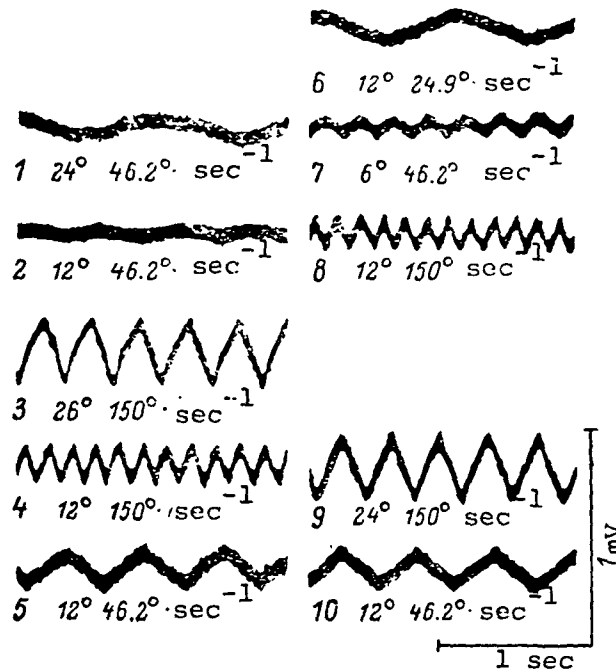 1 24° 46.2°· sec⁻¹
2 12° 46.2°· sec⁻¹
3 26° 150°· sec⁻¹
4 12° 150°· sec⁻¹
5 12° 46.2°· sec⁻¹
6 12° 24.9°· sec⁻¹
7 6° 46.2° sec⁻¹
8 12° 150° sec⁻¹
9 24° 150° sec⁻¹
10 12° 46.2°· sec⁻¹
1 mv
1 sec